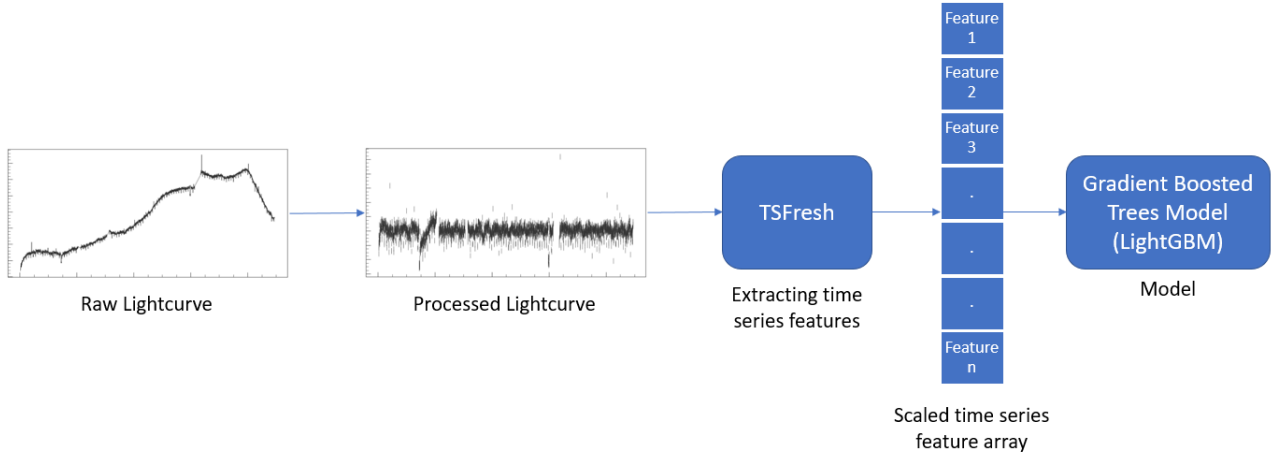 Raw Lightcurve
Processed Lightcurve
TSFresh
Extracting time
series features
Feature
1
Feature
2
Feature
3
.
.
.
Feature
n
Scaled time series
feature array
Gradient Boosted
Trees Model
(LightGBM)
Model